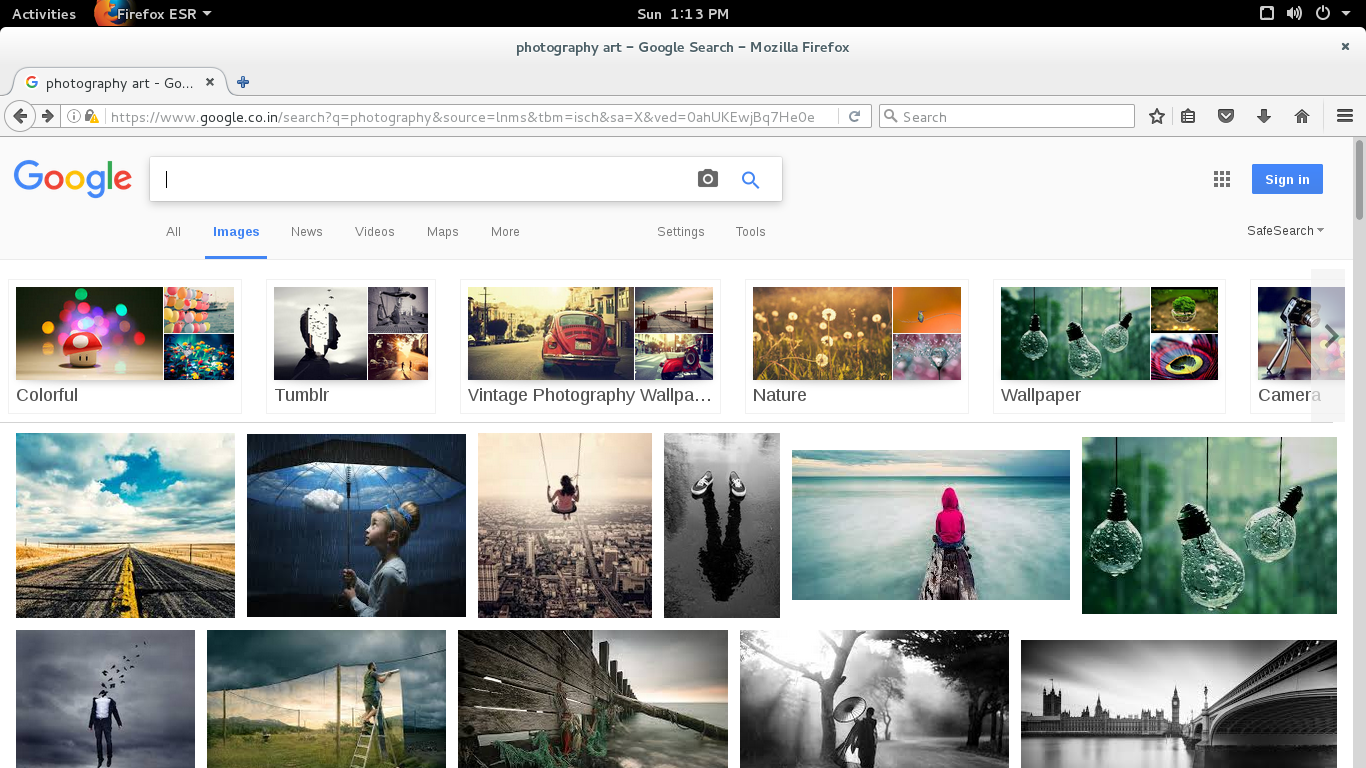 Activities Firefox ESR Sun 1:13 PM
photography art – Google Search – Mozilla Firefox
photography art - Go...
https://www.google.co.in/search?q=photography&source=lnms&tbm=isch&sa=X&ved=0ahUKEwjBq7He0e Search
Google Sign in
All Images News Videos Maps More Settings Tools SafeSearch
Colorful Tumblr Vintage Photography Wallpa... Nature Wallpaper Camera